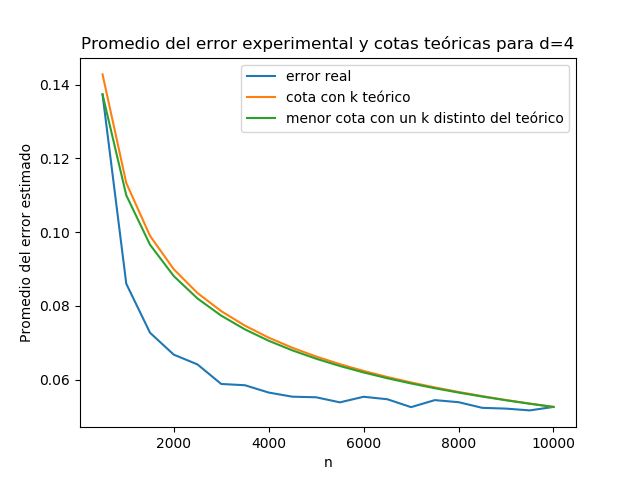 Promedio del error experimental y cotas teóricas para d=4
error real
cota con k teórico
menor cota con un k distinto del teórico
Promedio del error estimado
0.14
0.12
0.10
0.08
0.06
2000 4000 6000 8000 10000
n